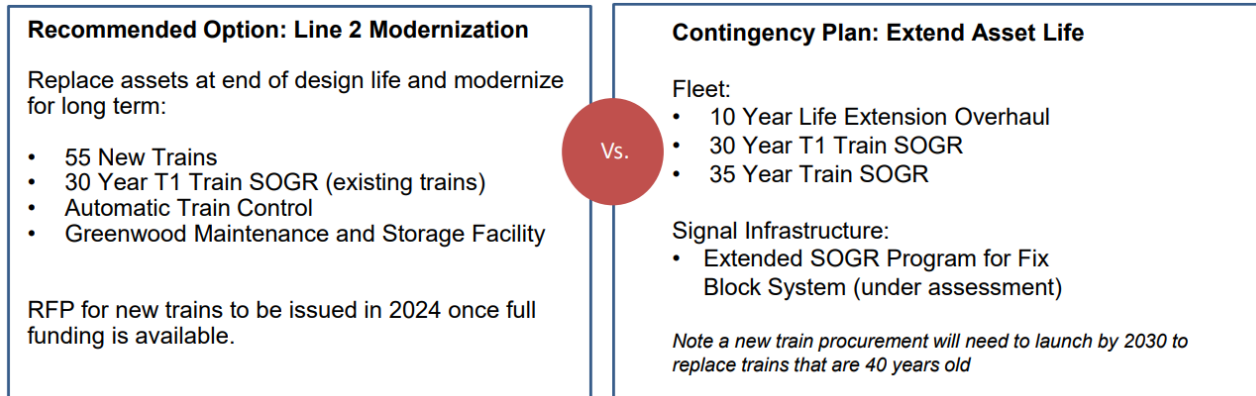 Recommended Option: Line 2 Modernization
Replace assets at end of design life and modernize
for long term:
• 55 New Trains
• 30 Year T1 Train SOGR (existing trains)
• Automatic Train Control
• Greenwood Maintenance and Storage Facility
RFP for new trains to be issued in 2024 once full
funding is available.
Vs.
Contingency Plan: Extend Asset Life
Fleet:
• 10 Year Life Extension Overhaul
• 30 Year T1 Train SOGR
• 35 Year Train SOGR
Signal Infrastructure:
• Extended SOGR Program for Fix
Block System (under assessment)
Note a new train procurement will need to launch by 2030 to
replace trains that are 40 years old